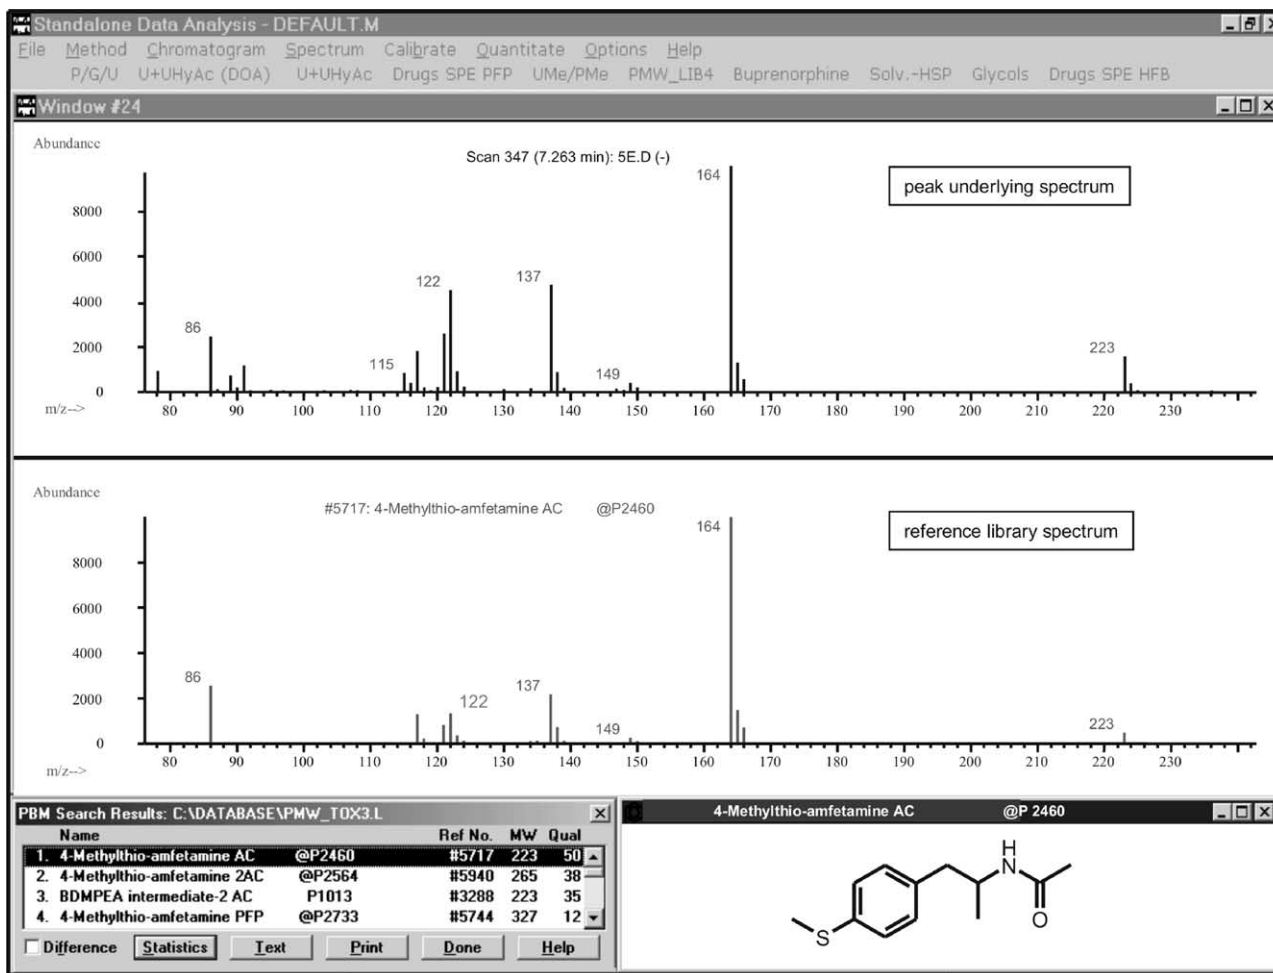 Standalone Data Analysis - DEFAULT.M
File Method Chromatogram Spectrum Calibrate Quantitate Options Help
P/G/U U+UHyAc (DOA) U+UHyAc Drugs SPE PFP UMe/PMe PMW_LIB4 Buprenorphine Solv.-HSP Glycols Drugs SPE HFB
Window #24
Abundance
Scan 347 (7.263 min): 5E.D (-)
164
peak underlying spectrum
8000
6000
122
137
4000
86
2000
115
149
223
0
m/z-->
80 90 100 110 120 130 140 150 160 170 180 190 200 210 220 230
Abundance
#5717: 4-Methylthio-amfetamine AC @P2460
164
reference library spectrum
8000
6000
4000
86
137
122
2000
149
223
0
m/z-->
80 90 100 110 120 130 140 150 160 170 180 190 200 210 220 230
PBM Search Results: C:\DATABASE\PMW_TOX3.L
Name Ref No. MW Qual
1. 4-Methylthio-amfetamine AC @P2460 #5717 223 50
2. 4-Methylthio-amfetamine 2AC @P2564 #5940 265 38
3. BDMPEA intermediate-2 AC P1013 #3288 223 35
4. 4-Methylthio-amfetamine PFP @P2733 #5744 327 12
Difference Statistics Text Print Done Help
4-Methylthio-amfetamine AC @P 2460
H
N
O
S